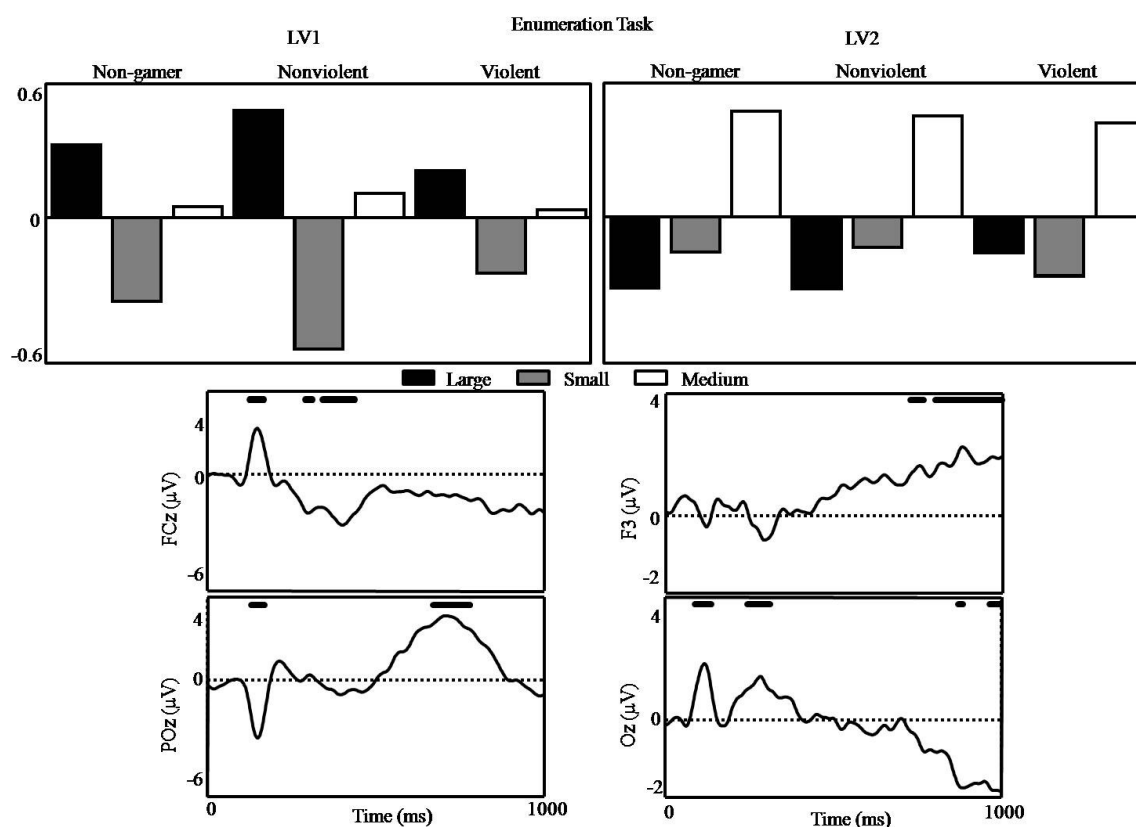 Enumeration Task
LV1 LV2
Non-gamer Nonviolent Violent Non-gamer Nonviolent Violent
0.6
0
-0.6
Large Small Medium
4
0
-6
FCz (μV)
4
0
-2
F3 (μV)
4
0
-6
POz (μV)
4
0
-2
Oz (μV)
0 Time (ms) 1000
0 Time (ms) 1000